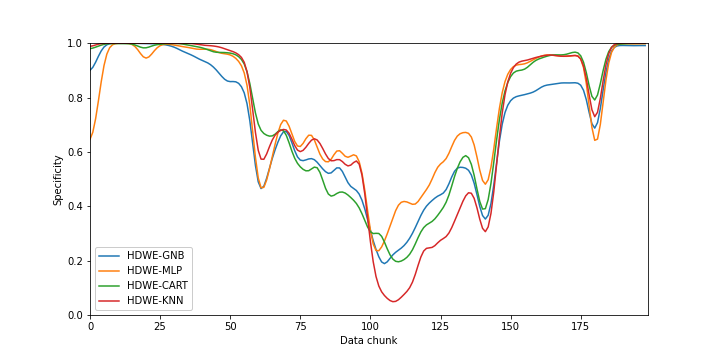 1.0
0.8
0.6
0.4
0.2
0.0
Specificity
HDWE-GNB
HDWE-MLP
HDWE-CART
HDWE-KNN
0 25 50 75 100 125 150 175
Data chunk